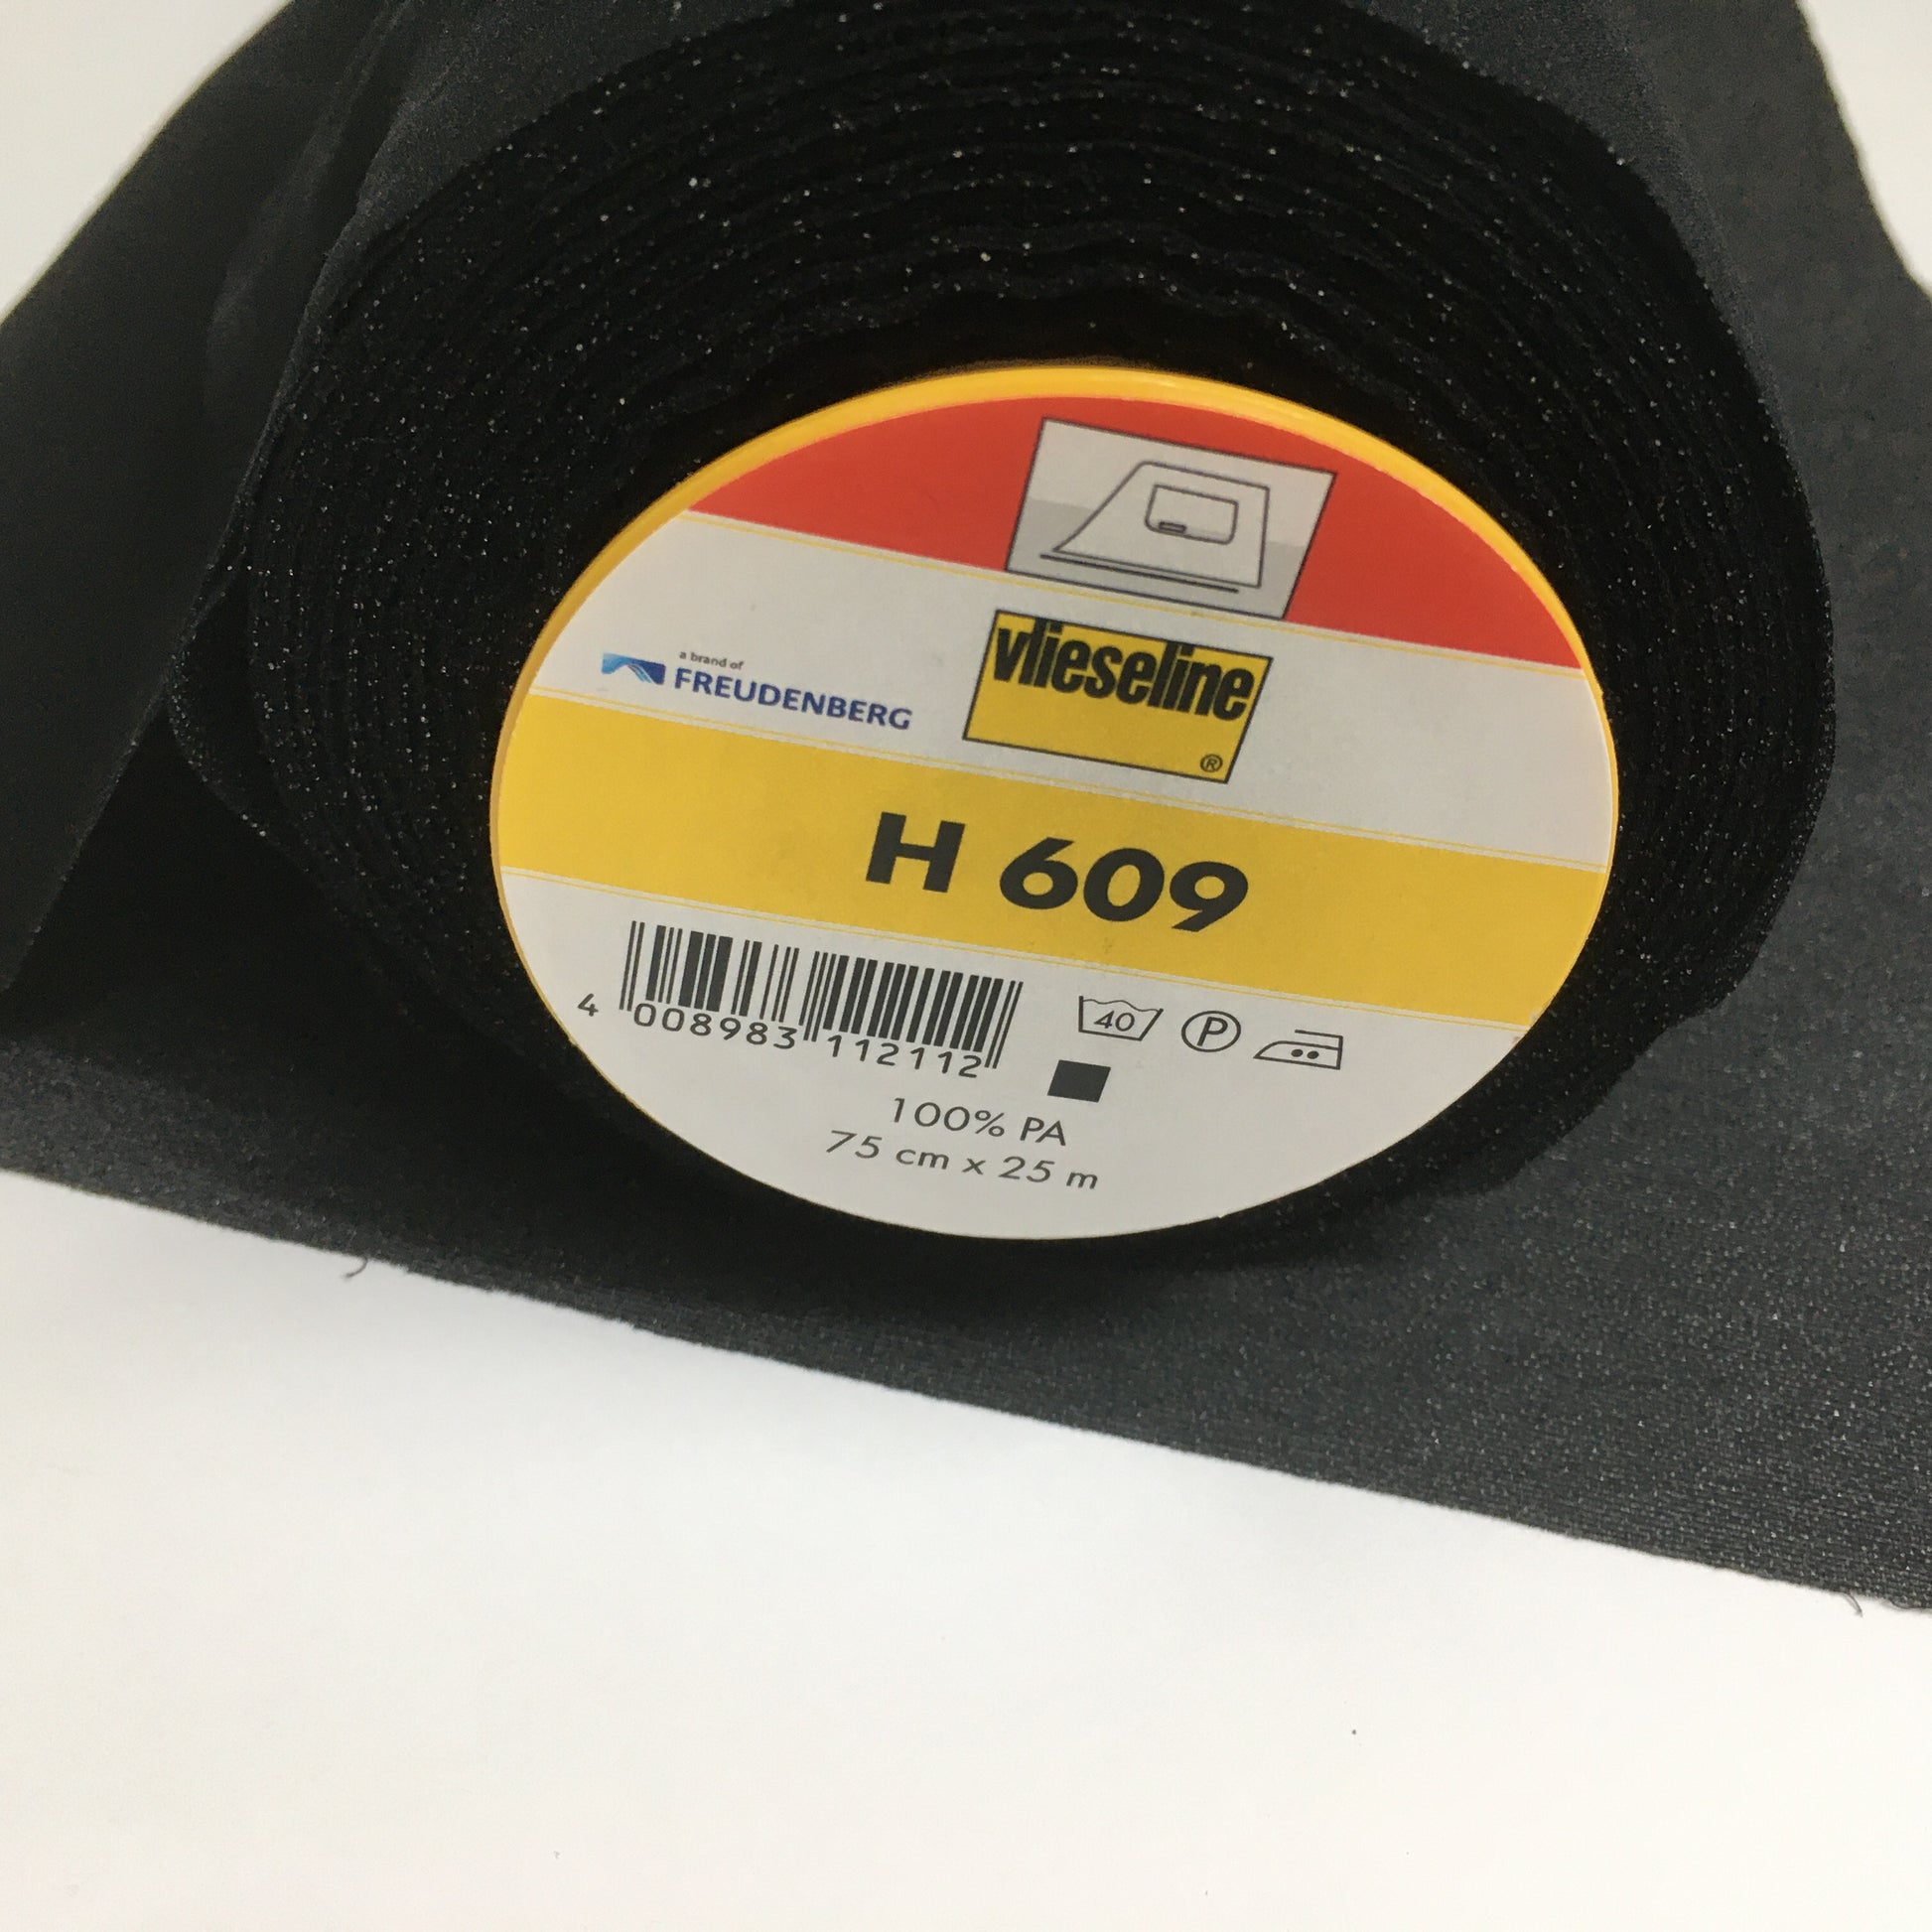 a brand of
FREUDENBERG
vlieseline
®
H 609
4 008983 112112
40 P
100% PA
75 cm x 25 m